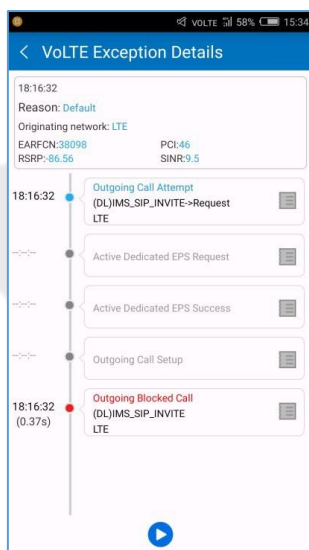 VOLTE 58% 15:34
< VoLTE Exception Details
18:16:32
Reason: Default
Originating network: LTE
EARFCN:38098 PCI:46
RSRP:-86.56 SINR:9.5
18:16:32
Outgoing Call Attempt
(DL)IMS_SIP_INVITE->Request
LTE
--:--:--
Active Dedicated EPS Request
--:--:--
Active Dedicated EPS Success
--:--:--
Outgoing Call Setup
18:16:32
(0.37s)
Outgoing Blocked Call
(DL)IMS_SIP_INVITE
LTE